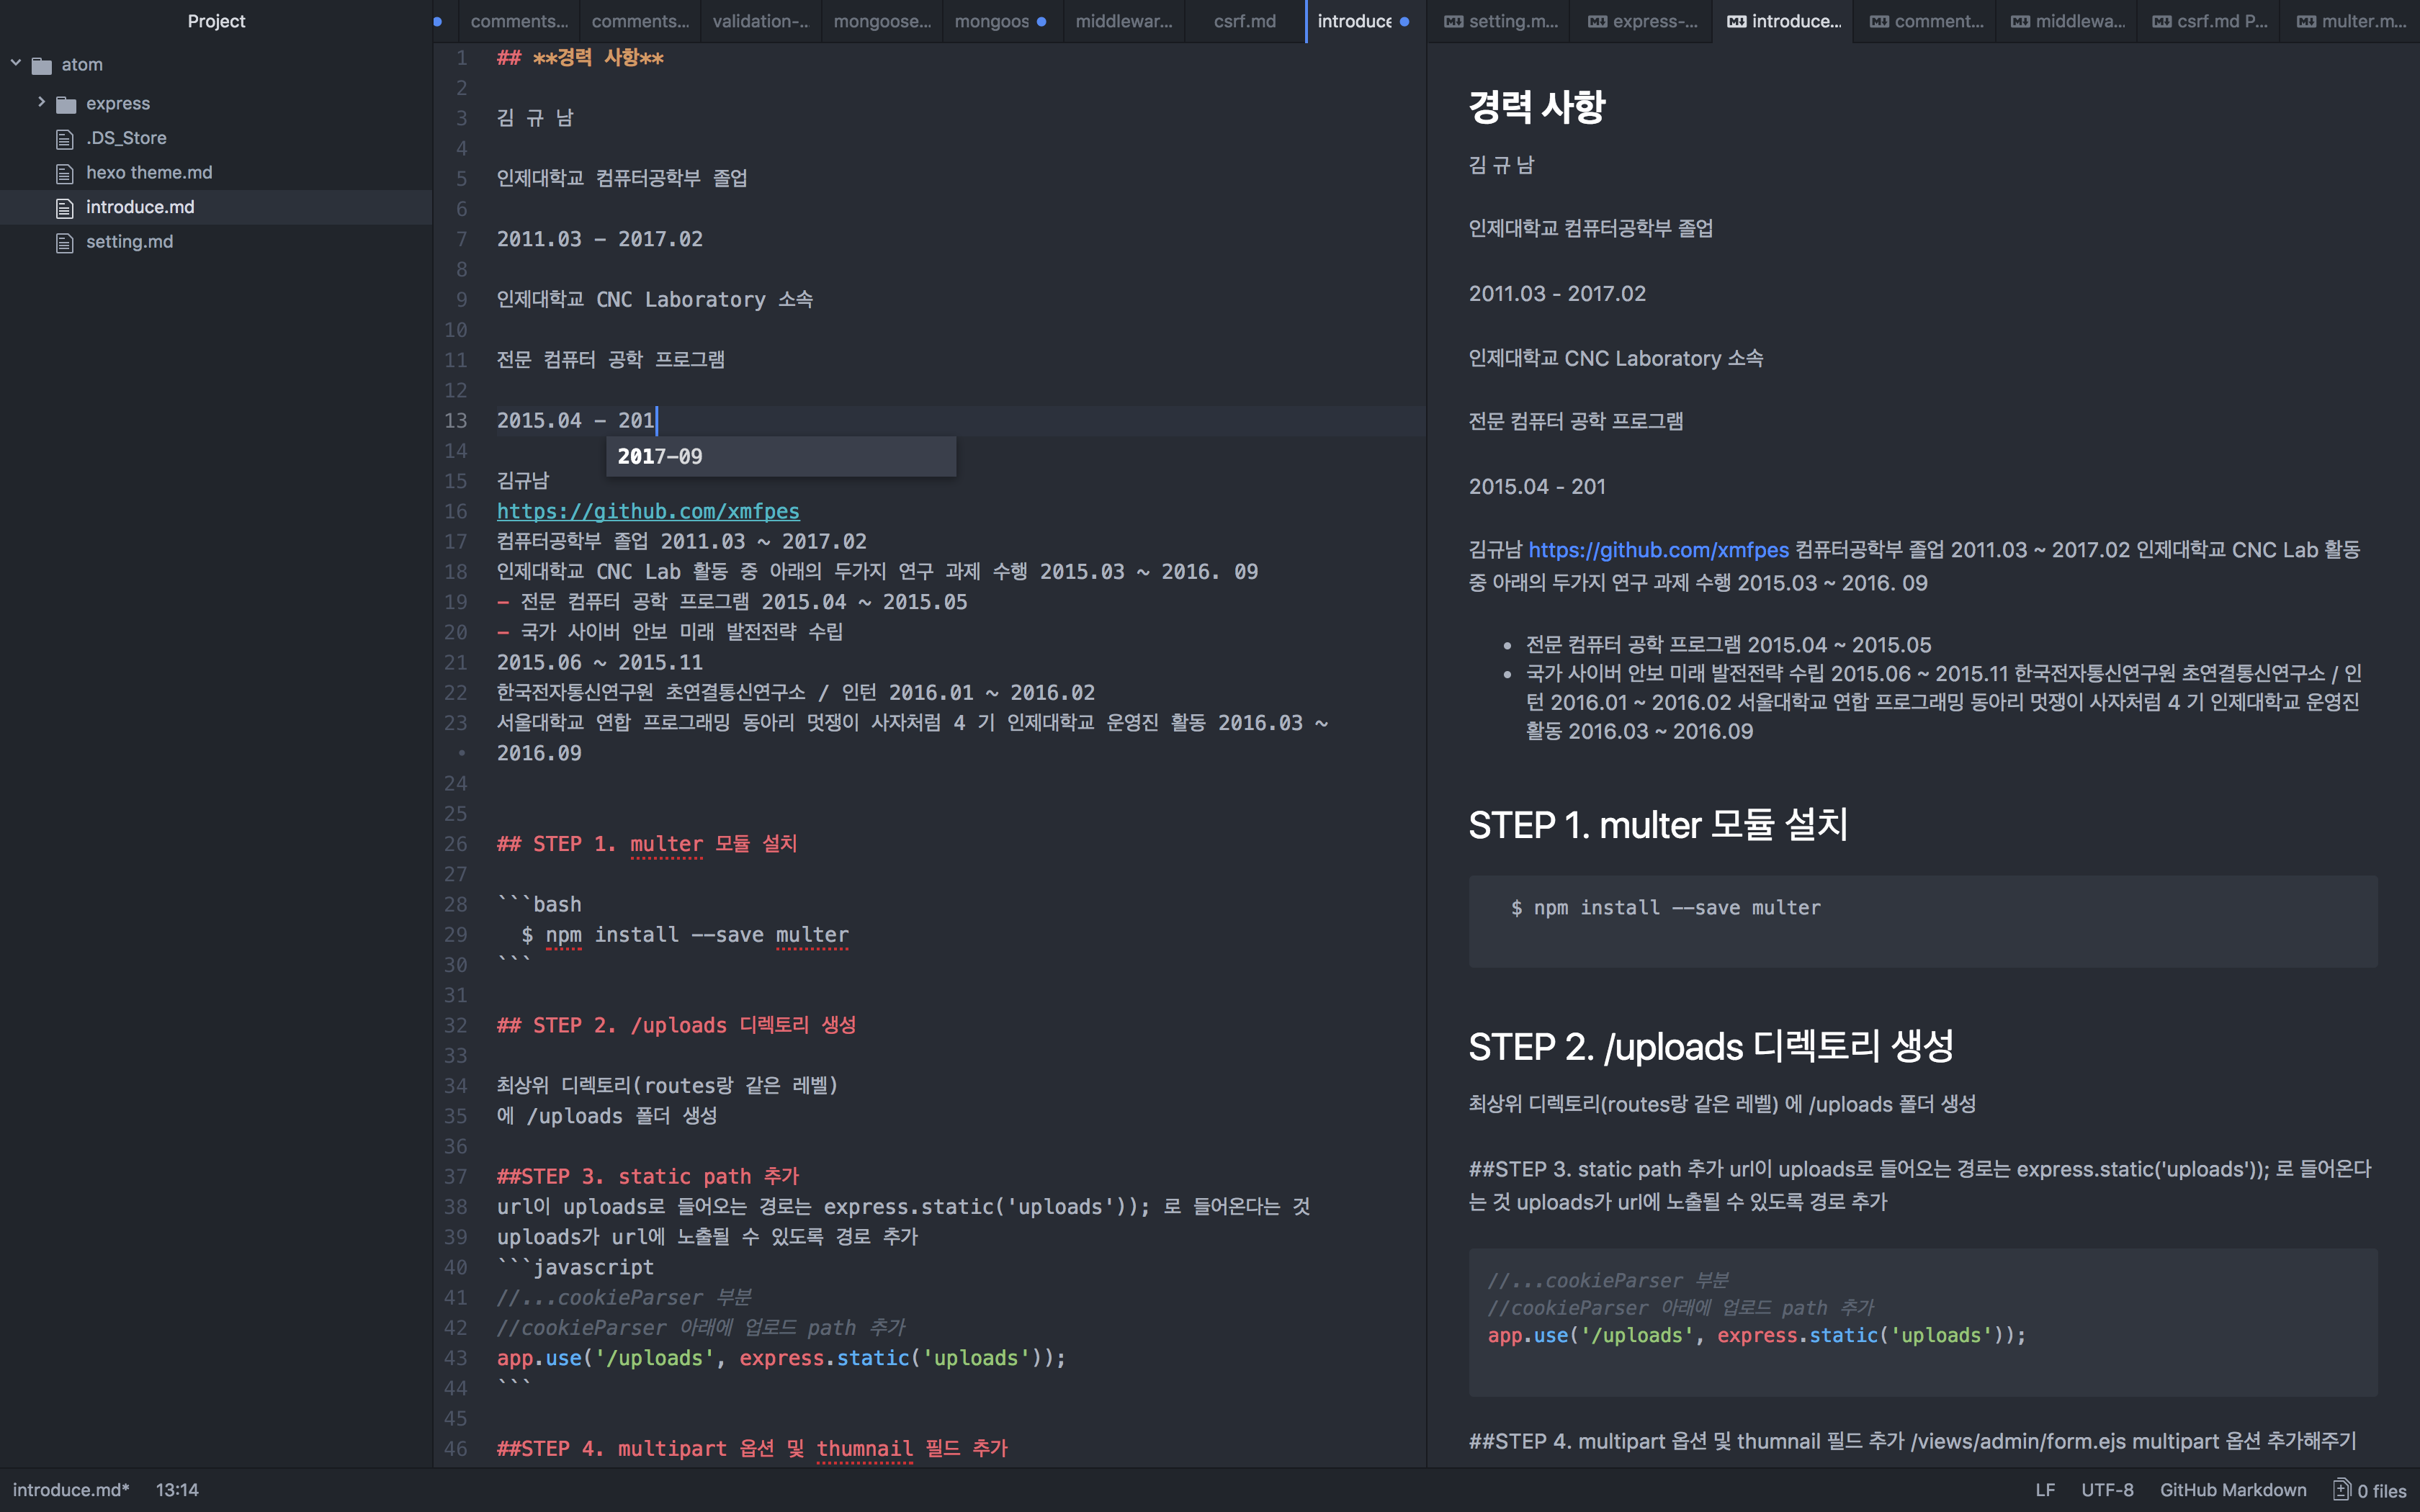 Project
atom
express
.DS_Store
hexo theme.md
introduce.md
setting.md
comments... comments... validation-... mongoose... mongoos middlewar... csrf.md introduce
1 ## **경력 사항**
2
3 김 규 남
4
5 인제대학교 컴퓨터공학부 졸업
6
7 2011.03 - 2017.02
8
9 인제대학교 CNC Laboratory 소속
10
11 전문 컴퓨터 공학 프로그램
12
13 2015.04 - 201
2017-09
14
15 김규남
16 https://github.com/xmfpes
17 컴퓨터공학부 졸업 2011.03 ~ 2017.02
18 인제대학교 CNC Lab 활동 중 아래의 두가지 연구 과제 수행 2015.03 ~ 2016. 09
19 - 전문 컴퓨터 공학 프로그램 2015.04 ~ 2015.05
20 - 국가 사이버 안보 미래 발전전략 수립
21 2015.06 ~ 2015.11
22 한국전자통신연구원 초연결통신연구소 / 인턴 2016.01 ~ 2016.02
23 서울대학교 연합 프로그래밍 동아리 멋쟁이 사자처럼 4 기 인제대학교 운영진 활동 2016.03 ~
• 2016.09
24
25
26 ## STEP 1. multer 모듈 설치
27
28 ```bash
29 $ npm install --save multer
30 ```
31
32 ## STEP 2. /uploads 디렉토리 생성
33
34 최상위 디렉토리(routes랑 같은 레벨)
35 에 /uploads 폴더 생성
36
37 ##STEP 3. static path 추가
38 url이 uploads로 들어오는 경로는 express.static('uploads')); 로 들어온다는 것
39 uploads가 url에 노출될 수 있도록 경로 추가
40 ```javascript
41 //...cookieParser 부분
42 //cookieParser 아래에 업로드 path 추가
43 app.use('/uploads', express.static('uploads'));
44 ```
45
46 ##STEP 4. multipart 옵션 및 thumnail 필드 추가
setting.m... express-... introduce... comment... middlewa... csrf.md P... multer.m...
경력 사항
김 규 남
인제대학교 컴퓨터공학부 졸업
2011.03 - 2017.02
인제대학교 CNC Laboratory 소속
전문 컴퓨터 공학 프로그램
2015.04 - 201
김규남 https://github.com/xmfpes 컴퓨터공학부 졸업 2011.03 ~ 2017.02 인제대학교 CNC Lab 활동
중 아래의 두가지 연구 과제 수행 2015.03 ~ 2016. 09
• 전문 컴퓨터 공학 프로그램 2015.04 ~ 2015.05
• 국가 사이버 안보 미래 발전전략 수립 2015.06 ~ 2015.11 한국전자통신연구원 초연결통신연구소 / 인
턴 2016.01 ~ 2016.02 서울대학교 연합 프로그래밍 동아리 멋쟁이 사자처럼 4 기 인제대학교 운영진
활동 2016.03 ~ 2016.09
STEP 1. multer 모듈 설치
$ npm install --save multer
STEP 2. /uploads 디렉토리 생성
최상위 디렉토리(routes랑 같은 레벨) 에 /uploads 폴더 생성
##STEP 3. static path 추가 url이 uploads로 들어오는 경로는 express.static('uploads')); 로 들어온다
는 것 uploads가 url에 노출될 수 있도록 경로 추가
//...cookieParser 부분
//cookieParser 아래에 업로드 path 추가
app.use('/uploads', express.static('uploads'));
##STEP 4. multipart 옵션 및 thumnail 필드 추가 /views/admin/form.ejs multipart 옵션 추가해주기
introduce.md* 13:14
LF UTF-8 GitHub Markdown 0 files